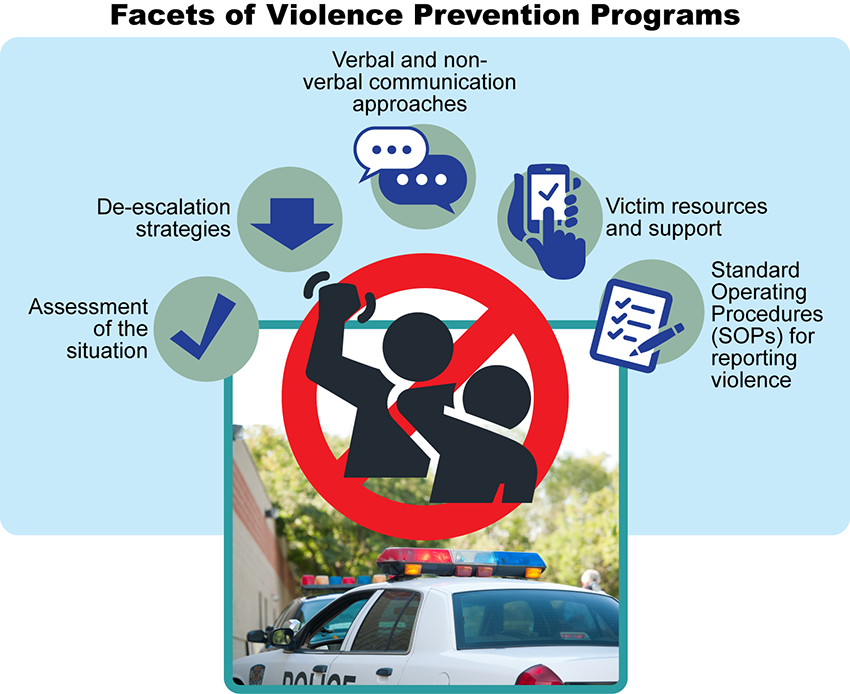 Facets of Violence Prevention Programs
Verbal and non-
verbal communication
approaches
De-escalation
strategies
Victim resources
and support
Assessment
of the
situation
Standard
Operating
Procedures
(SOPs) for
reporting
violence
POLICE